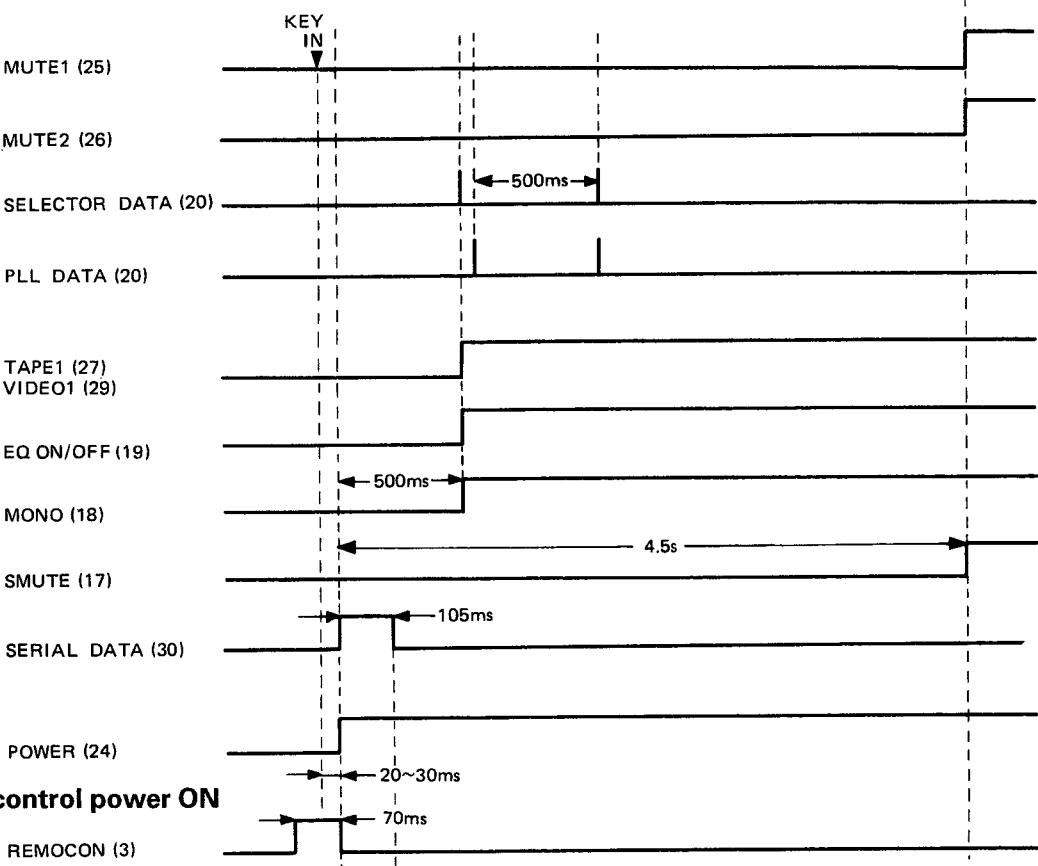 KEY
IN
MUTE1 (25)
MUTE2 (26)
500ms
SELECTOR DATA (20)
PLL DATA (20)
TAPE1 (27)
VIDEO1 (29)
EQ ON/OFF (19)
500ms
MONO (18)
4.5s
SMUTE (17)
105ms
SERIAL DATA (30)
POWER (24)
20~30ms
control power ON
70ms
REMOCON (3)